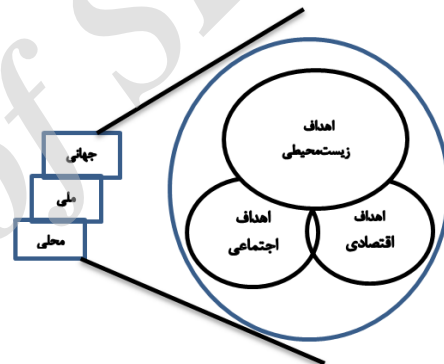 اهداف
زیست‌محیطی
اهداف
اقتصادی
اهداف
اجتماعی
جهانی
ملی
محلی